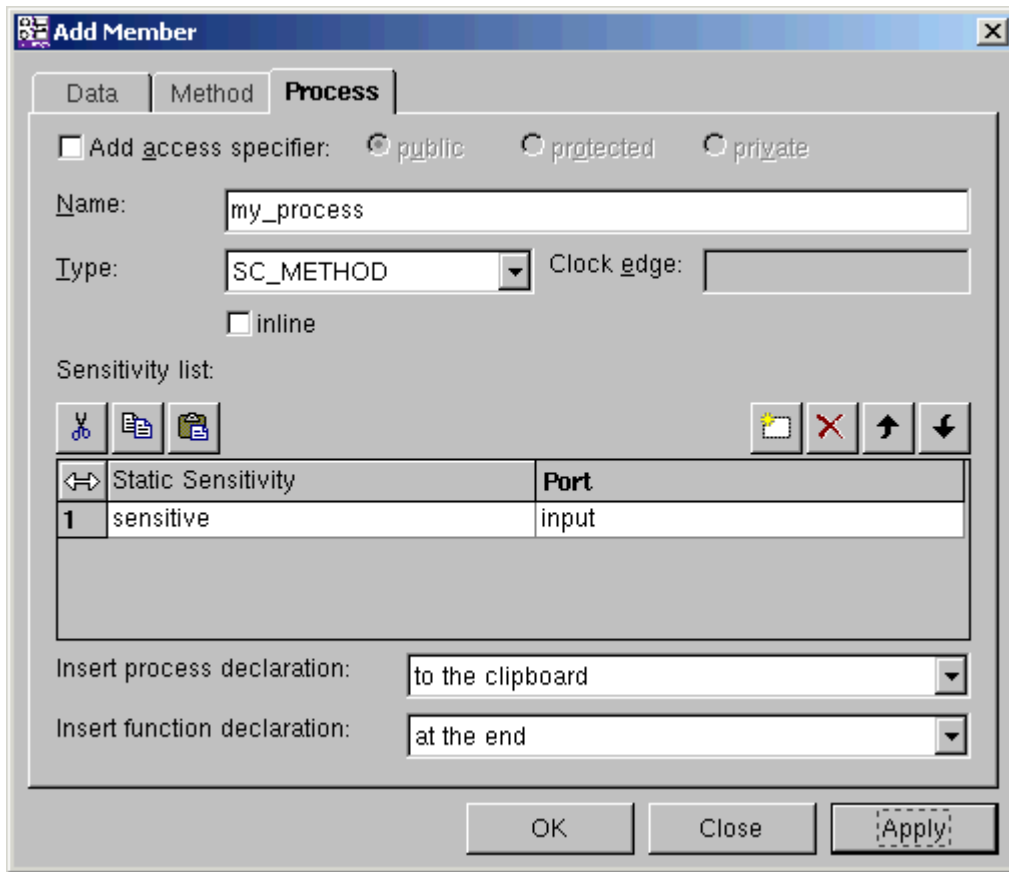 Add Member
Data Method Process
Add access specifier: public protected private
Name: my_process
Type: SC_METHOD Clock edge:
inline
Sensitivity list:
Static Sensitivity Port
1 sensitive input
Insert process declaration: to the clipboard
Insert function declaration: at the end
OK Close Apply